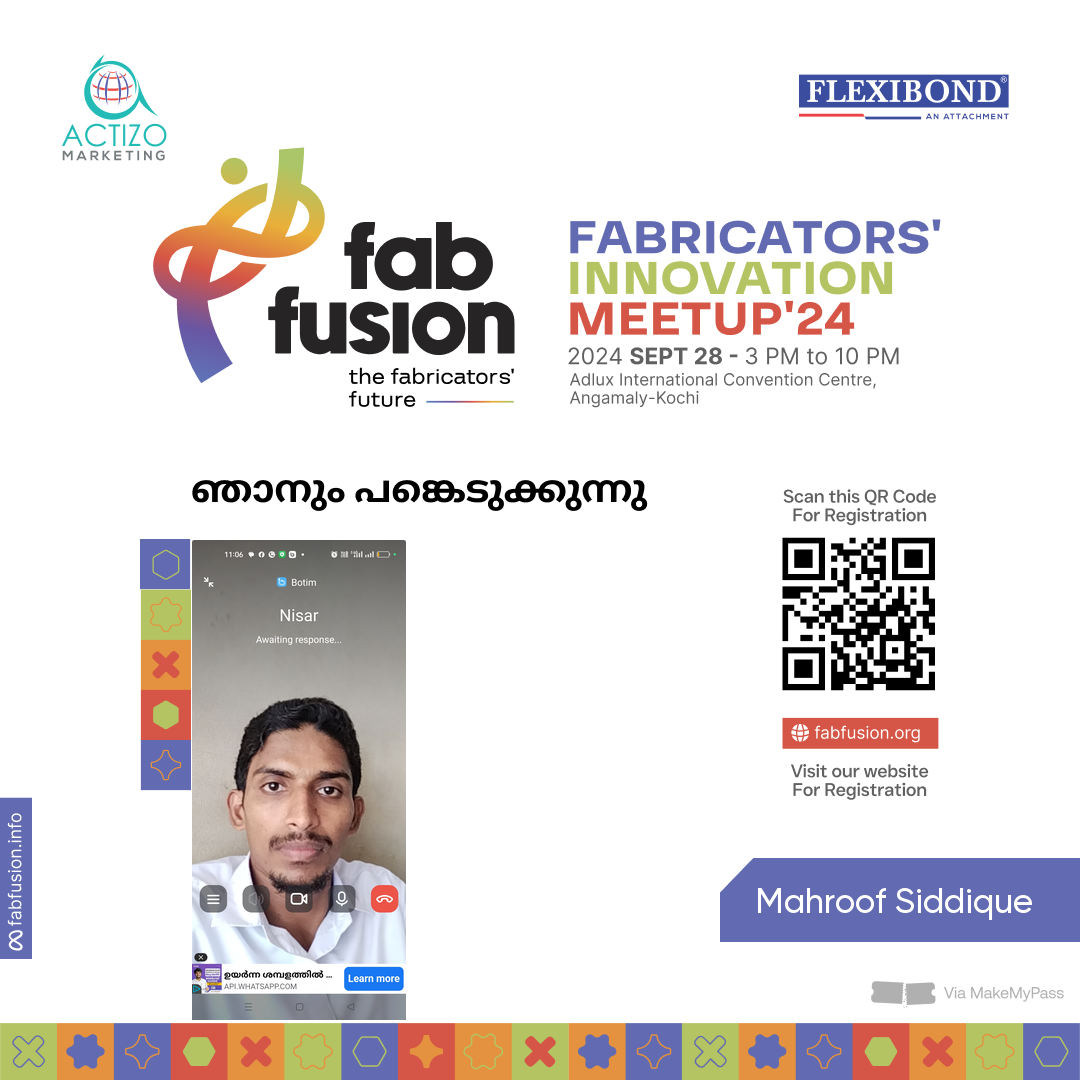 ACTIZO
MARKETING
FLEXIBOND®
AN ATTACHMENT
fab
fusion
the fabricators'
future
FABRICATORS'
INNOVATION
MEETUP'24
2024 SEPT 28 - 3 PM to 10 PM
Adlux International Convention Centre,
Angamaly-Kochi
ഞാനും പങ്കെടുക്കുന്നു
Scan this QR Code
For Registration
fabfusion.org
Visit our website
For Registration
11:06
Botim
Nisar
Awaiting response...
ഉയർന്ന ശമ്പളത്തിൽ ...
API.WHATSAPP.COM
Learn more
fabfusion.info
Mahroof Siddique
Via MakeMyPass